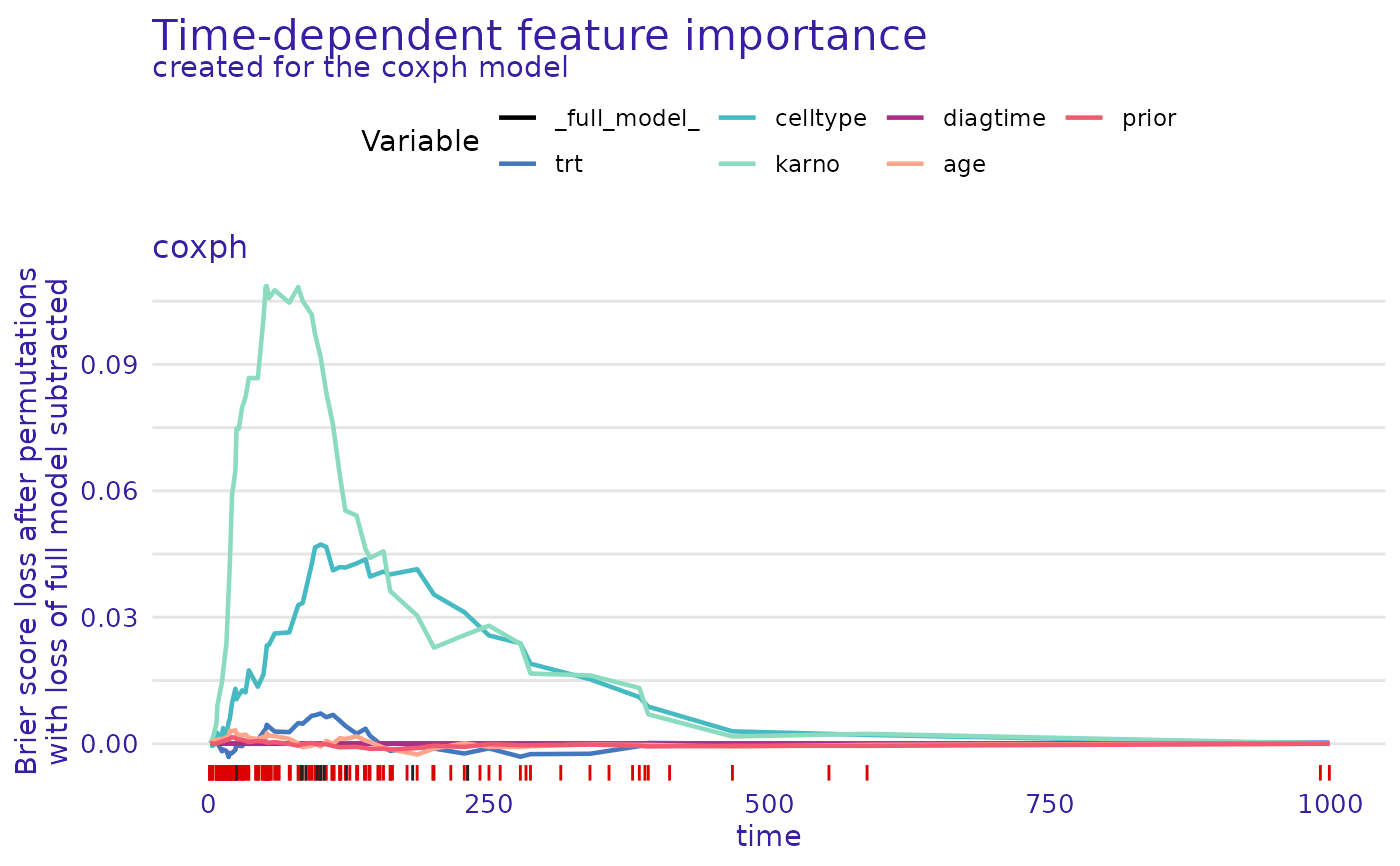 Time-dependent feature importance
created for the coxph model
Variable
_full_model_ celltype diagtime prior
trt karno age
coxph
Brier score loss after permutations
with loss of full model subtracted
0.09
0.06
0.03
0.00
0 250 500 750 1000
time